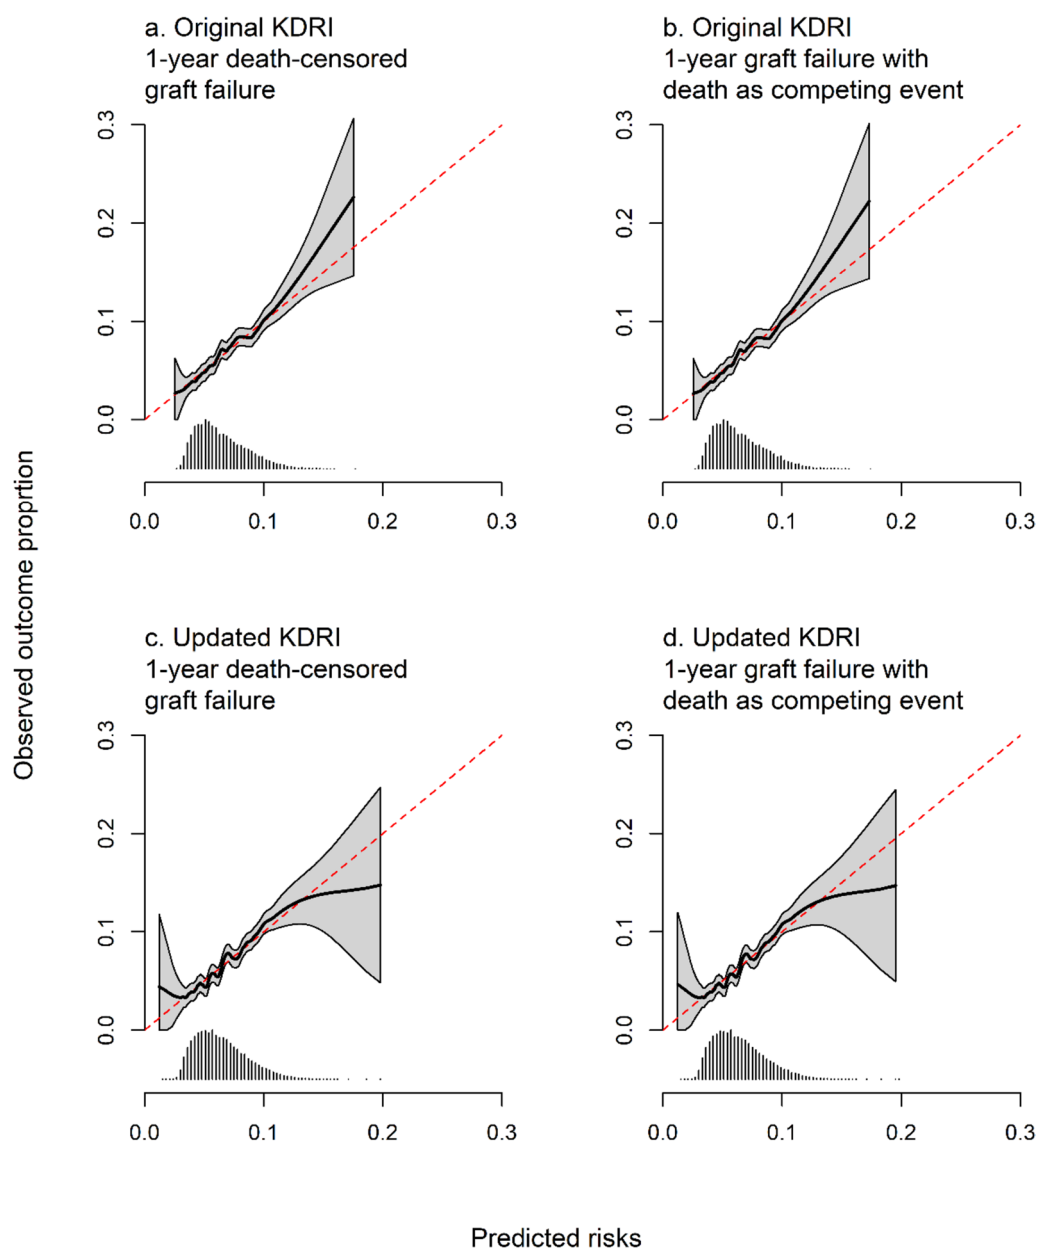 a. Original KDRI
1-year death-censored
graft failure
b. Original KDRI
1-year graft failure with
death as competing event
0.3
0.2
0.1
0.0
0.0 0.1 0.2 0.3
0.3
0.2
0.1
0.0
0.0 0.1 0.2 0.3
Observed outcome proprtion
c. Updated KDRI
1-year death-censored
graft failure
d. Updated KDRI
1-year graft failure with
death as competing event
0.3
0.2
0.1
0.0
0.0 0.1 0.2 0.3
0.3
0.2
0.1
0.0
0.0 0.1 0.2 0.3
Predicted risks